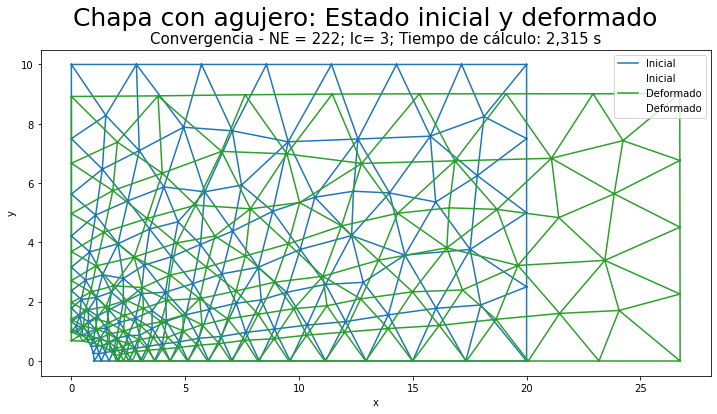 Chapa con agujero: Estado inicial y deformado
Convergencia - NE = 222; Ic= 3; Tiempo de cálculo: 2,315 s
Inicial
Inicial
Deformado
Deformado
10
8
6
4
2
0
y
0 5 10 15 20 25
x